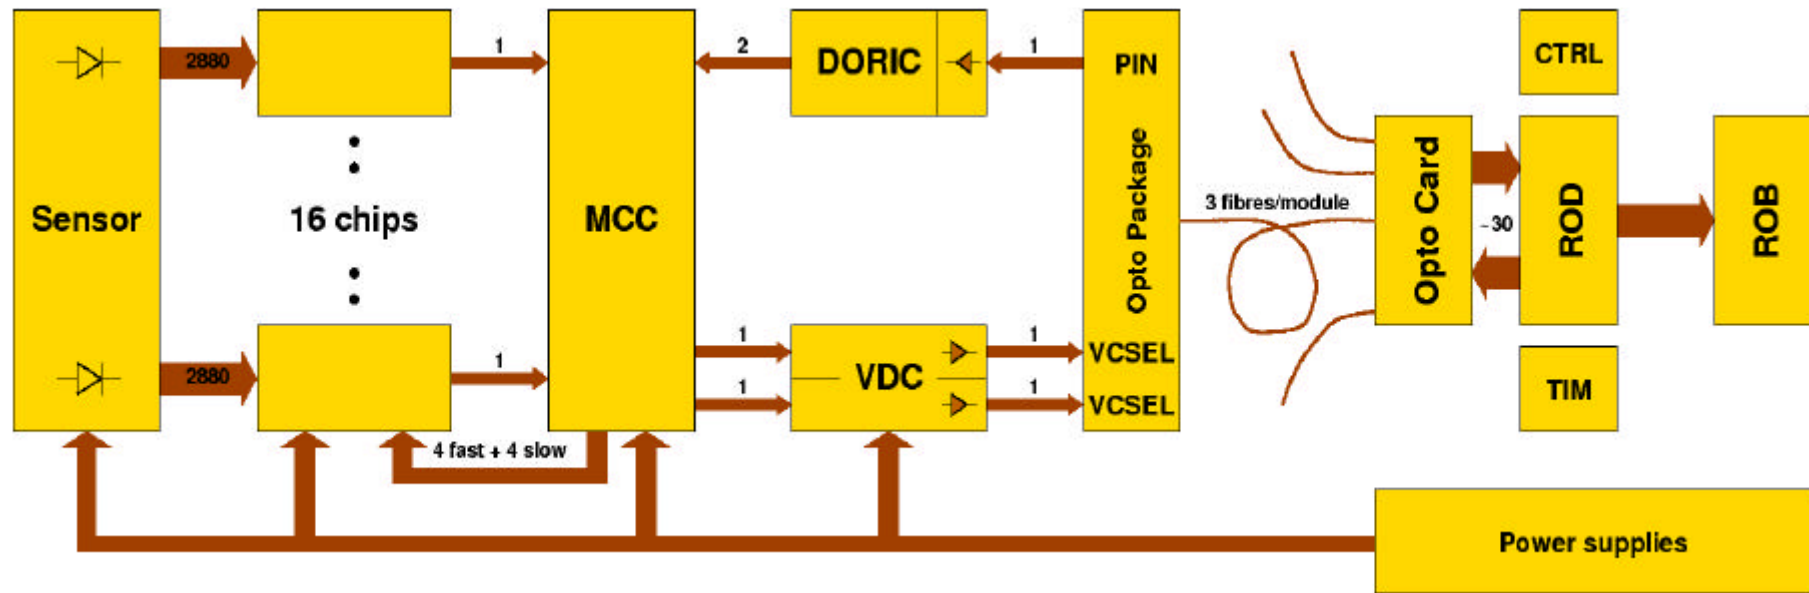 2880
1
2
DORIC
1
PIN
CTRL
Sensor
16 chips
MCC
Opto Package
3 fibres/module
Opto Card
~30
ROD
ROB
2880
1
1
1
VDC
1
1
VCSEL
VCSEL
TIM
4 fast + 4 slow
Power supplies